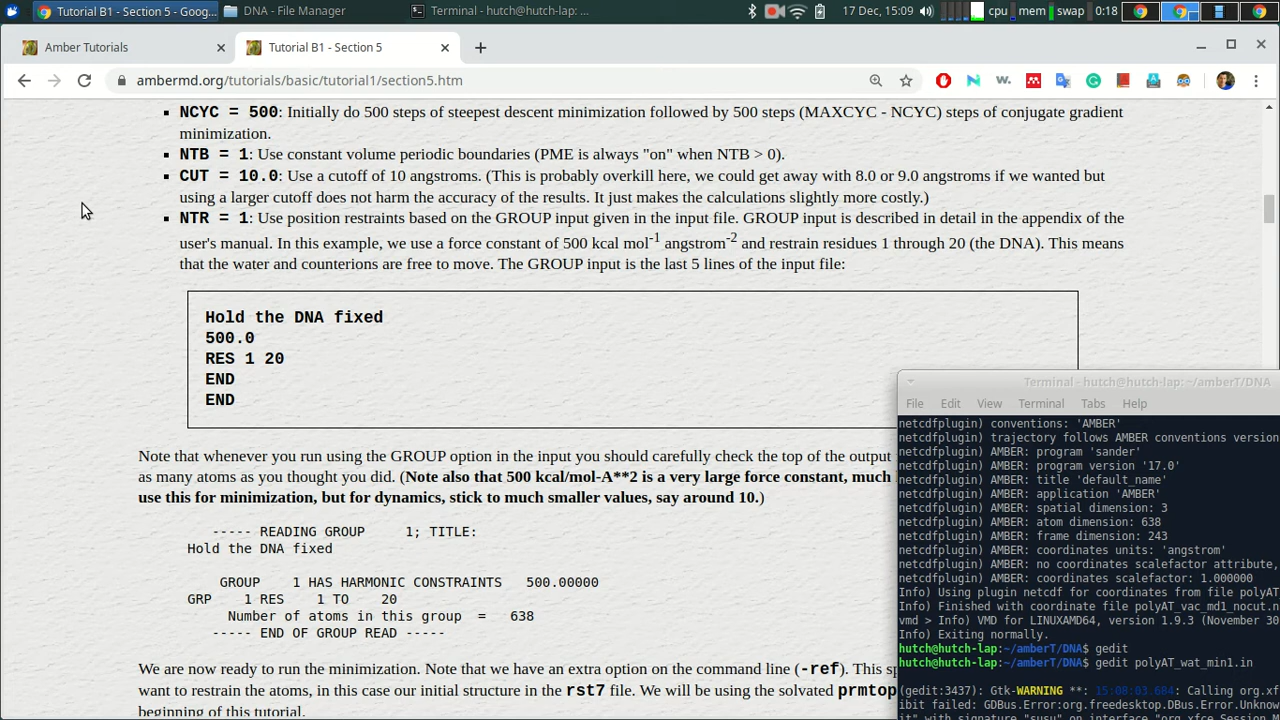 Tutorial B1 - Section 5 - Goog...
DNA - File Manager
Terminal - hutch@hutch-lap: ...
17 Dec, 15:09
cpu
mem
swap
0:18
Amber Tutorials
Tutorial B1 - Section 5
ambermd.org/tutorials/basic/tutorial1/section5.htm
NCYC = 500: Initially do 500 steps of steepest descent minimization followed by 500 steps (MAXCYC - NCYC) steps of conjugate gradient
minimization.
NTB = 1: Use constant volume periodic boundaries (PME is always "on" when NTB > 0).
CUT = 10.0: Use a cutoff of 10 angstroms. (This is probably overkill here, we could get away with 8.0 or 9.0 angstroms if we wanted but
using a larger cutoff does not harm the accuracy of the results. It just makes the calculations slightly more costly.)
NTR = 1: Use position restraints based on the GROUP input given in the input file. GROUP input is described in detail in the appendix of the
user's manual. In this example, we use a force constant of 500 kcal mol-1 angstrom-2 and restrain residues 1 through 20 (the DNA). This means
that the water and counterions are free to move. The GROUP input is the last 5 lines of the input file:
Hold the DNA fixed
500.0
RES 1 20
END
END
Note that whenever you run using the GROUP option in the input you should carefully check the top of the output
as many atoms as you thought you did. (Note also that 500 kcal/mol-A**2 is a very large force constant, much
use this for minimization, but for dynamics, stick to much smaller values, say around 10.)
----- READING GROUP 1; TITLE:
Hold the DNA fixed
GROUP 1 HAS HARMONIC CONSTRAINTS 500.00000
GRP 1 RES 1 TO 20
Number of atoms in this group = 638
----- END OF GROUP READ -----
We are now ready to run the minimization. Note that we have an extra option on the command line (-ref). This sp
want to restrain the atoms, in this case our initial structure in the rst7 file. We will be using the solvated prmtop
beginning of this tutorial.
Terminal - hutch@hutch-lap: ~/amberT/DNA
File Edit View Terminal Tabs Help
netcdfplugin) conventions: 'AMBER'
netcdfplugin) trajectory follows AMBER conventions version
netcdfplugin) AMBER: program 'sander'
netcdfplugin) AMBER: program version '17.0'
netcdfplugin) AMBER: title 'default_name'
netcdfplugin) AMBER: application 'AMBER'
netcdfplugin) AMBER: spatial dimension: 3
netcdfplugin) AMBER: atom dimension: 638
netcdfplugin) AMBER: frame dimension: 243
netcdfplugin) AMBER: coordinates units: 'angstrom'
netcdfplugin) AMBER: no coordinates scalefactor attribute,
netcdfplugin) AMBER: coordinates scalefactor: 1.000000
Info) Using plugin netcdf for coordinates from file polyAT
Info) Finished with coordinate file polyAT_vac_md1_nocut.n
vmd > Info) VMD for LINUXAMD64, version 1.9.3 (November 30
Info) Exiting normally.
hutch@hutch-lap:~/amberT/DNA$ gedit
hutch@hutch-lap:~/amberT/DNA$ gedit polyAT_wat_min1.in
(gedit:3437): Gtk-WARNING **: 15:08:03.684: Calling org.xf
ibit failed: GDBus.Error:org.freedesktop.DBus.Error.Unknow
it" with signature "susu" on interface "org.xfce.Session